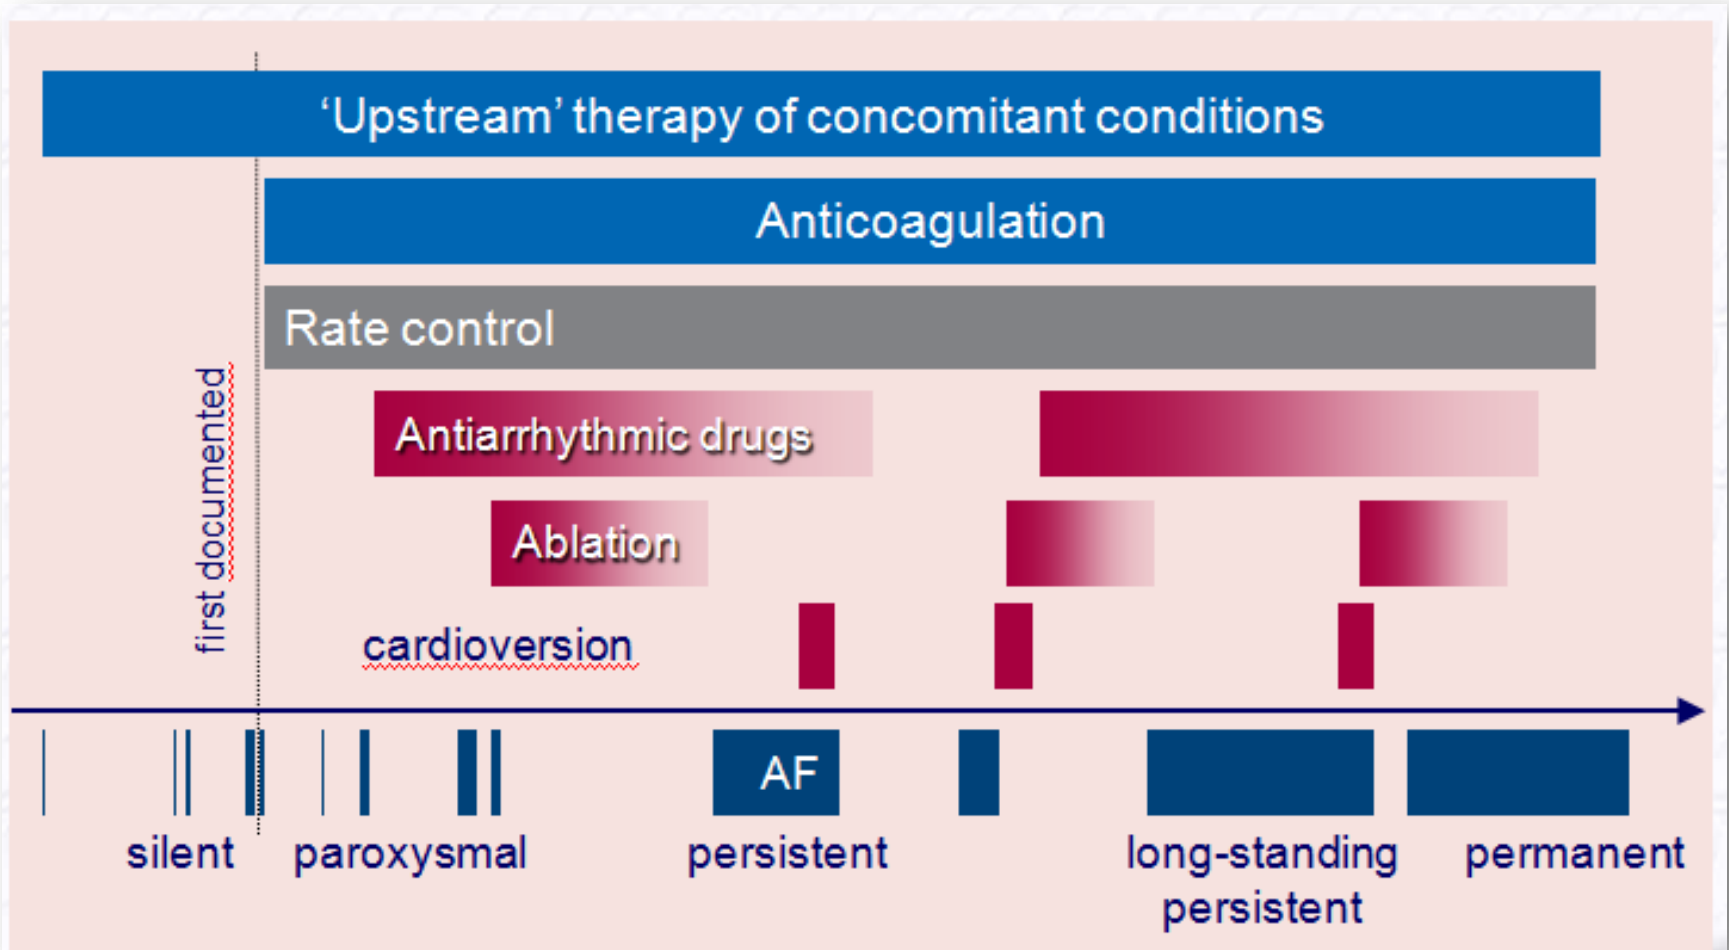 ‘Upstream’ therapy of concomitant conditions
Anticoagulation
Rate control
first documented
Antiarrhythmic drugs
Ablation
cardioversion
AF
silent
paroxysmal
persistent
long-standing
persistent
permanent